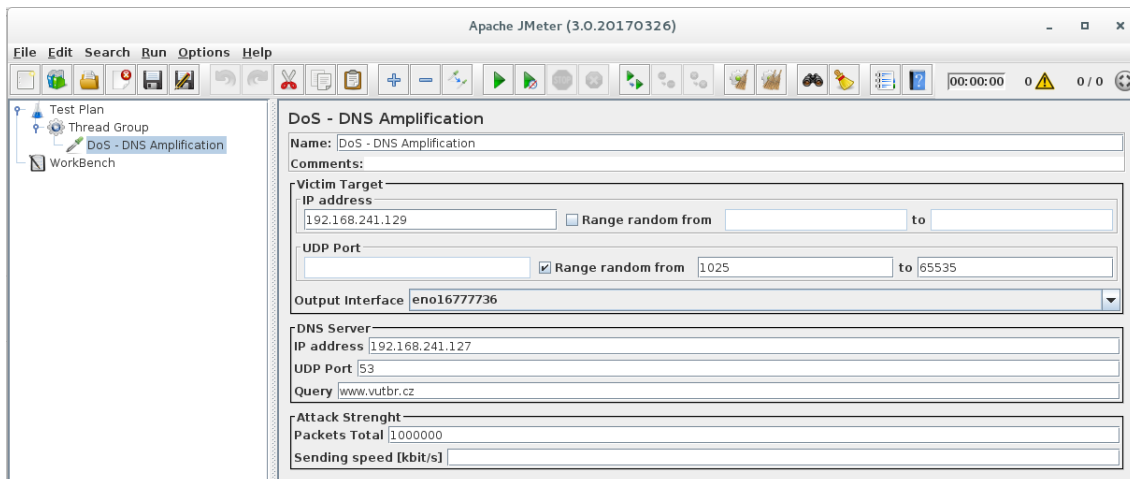 Apache JMeter (3.0.20170326)
File Edit Search Run Options Help
00:00:00 0 0 / 0
Test Plan
Thread Group
DoS - DNS Amplification
WorkBench
DoS - DNS Amplification
Name: DoS - DNS Amplification
Comments:
Victim Target
IP address
192.168.241.129 Range random from to
UDP Port
Range random from 1025 to 65535
Output Interface eno16777736
DNS Server
IP address 192.168.241.127
UDP Port 53
Query www.vutbr.cz
Attack Strenght
Packets Total 1000000
Sending speed [kbit/s]